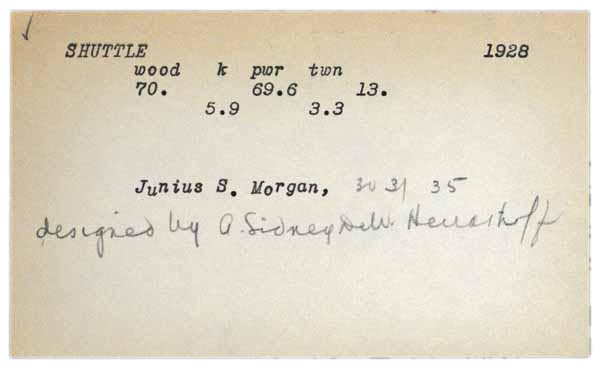 SHUTTLE 1928
wood k pwr twn
70. 69.6 13.
5.9 3.3
Junius S. Morgan, 30 31 35
designed by A. Sidney DeW. Herreshoff